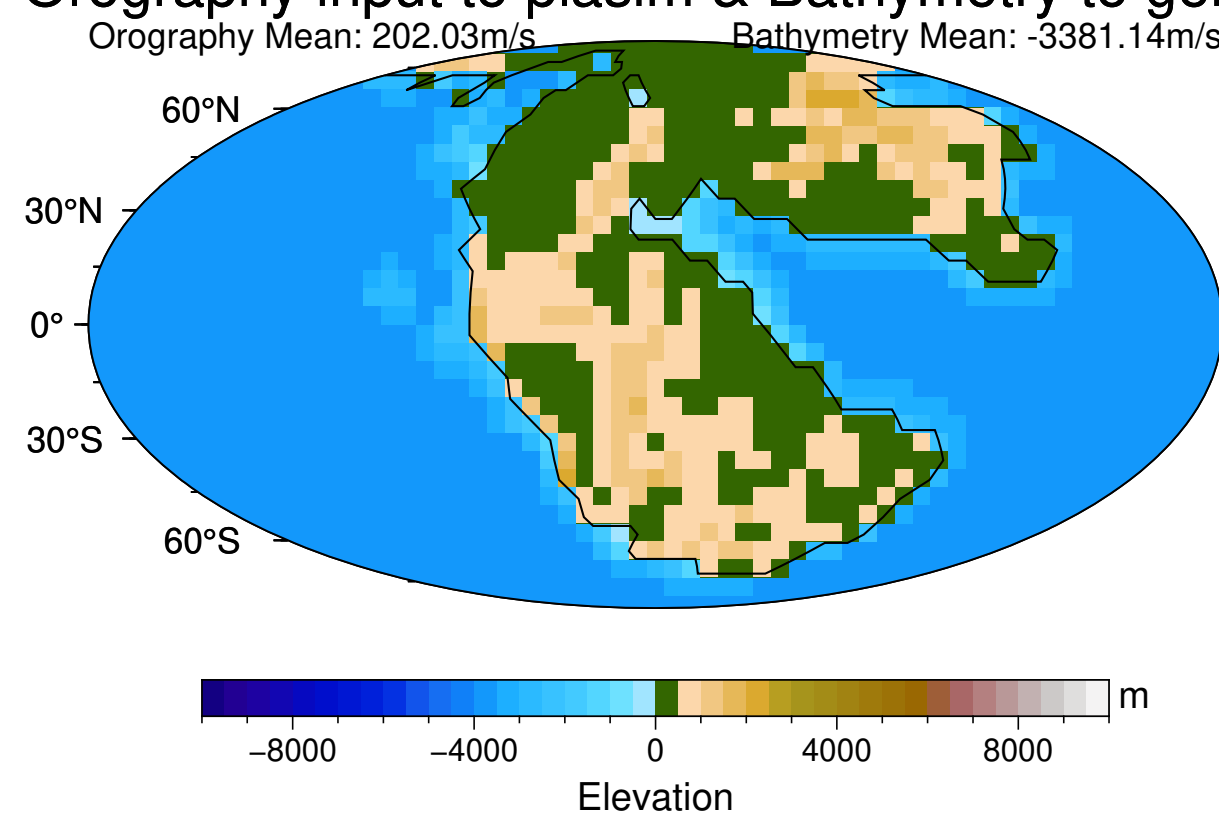 Orography input to plasim & Bathymetry to
Orography Mean: 202.03m/s Bathymetry Mean: -3381.14m/s
60°N
30°N
0°
30°S
60°S
m
−8000 −4000 0 4000 8000
Elevation